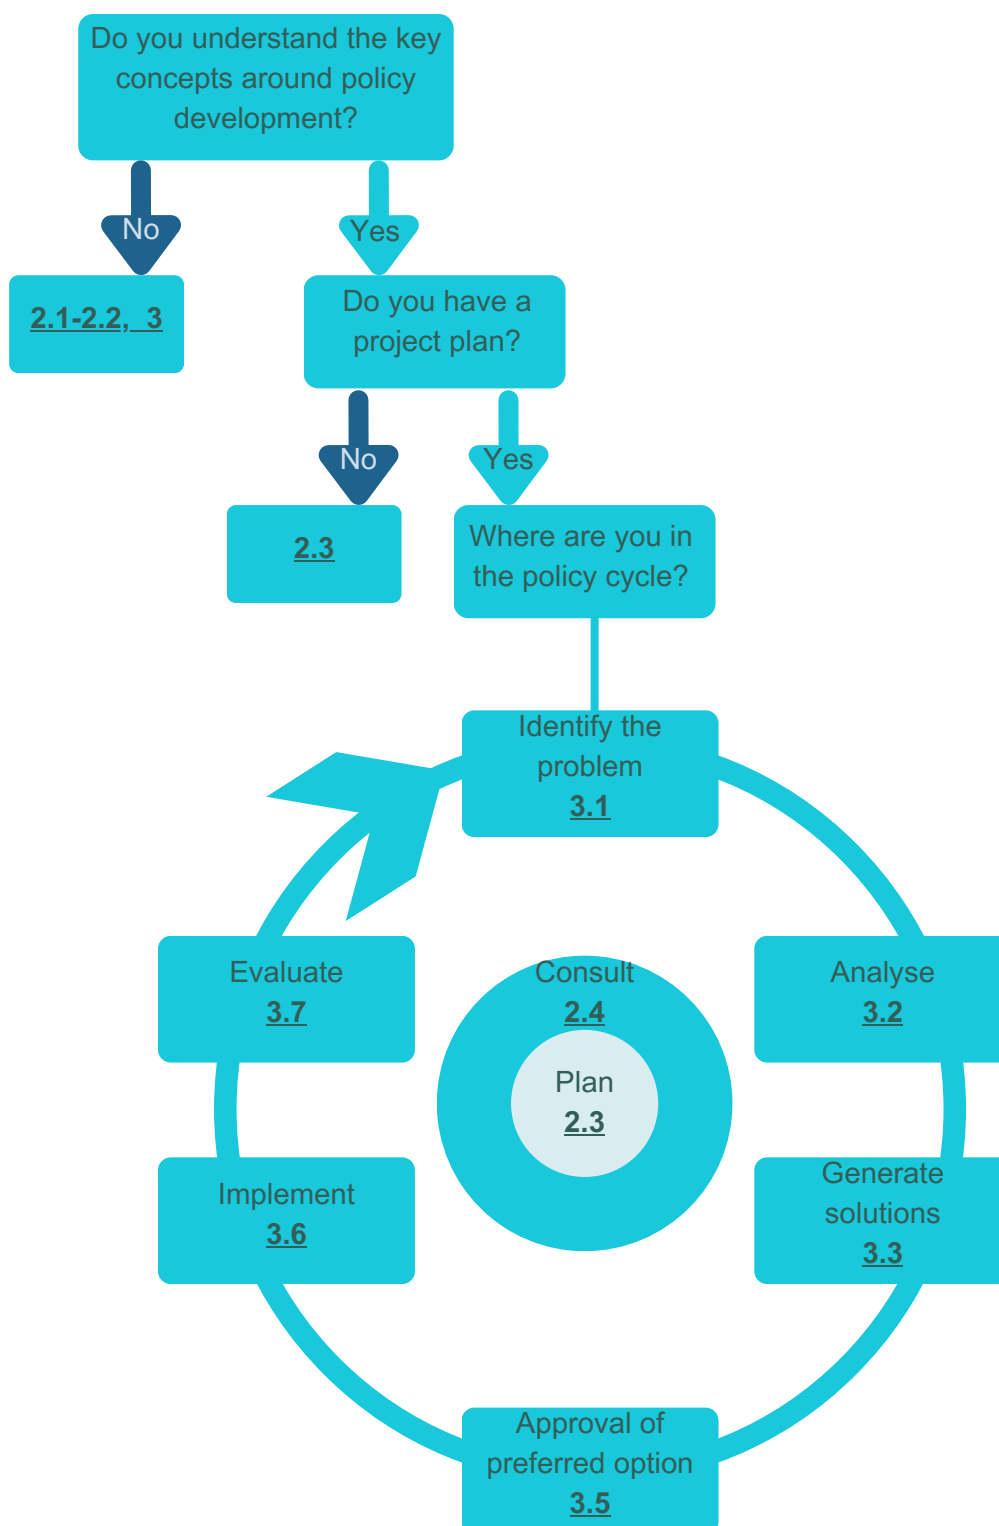 Do you understand the key
concepts around policy
development?
No
Yes
2.1-2.2, 3
Do you have a
project plan?
No
Yes
2.3
Where are you in
the policy cycle?
Identify the
problem
3.1
Evaluate
3.7
Consult
2.4
Analyse
3.2
Plan
2.3
Implement
3.6
Generate
solutions
3.3
Approval of
preferred option
3.5